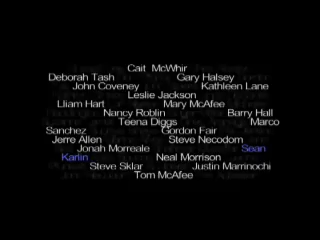 Cait McWhir
Deborah Tash Gary Halsey
John Coveney Kathleen Lane
Leslie Jackson
Lliam Hart Mary McAfee
Nancy Roblin Barry Hall
Teena Diggs Marco
Sanchez Gordon Fair
Jerre Allen Steve Necodom
Jonah Morreale Sean
Karlin Neal Morrison
Steve Sklar Justin Marrinochi
Tom McAfee